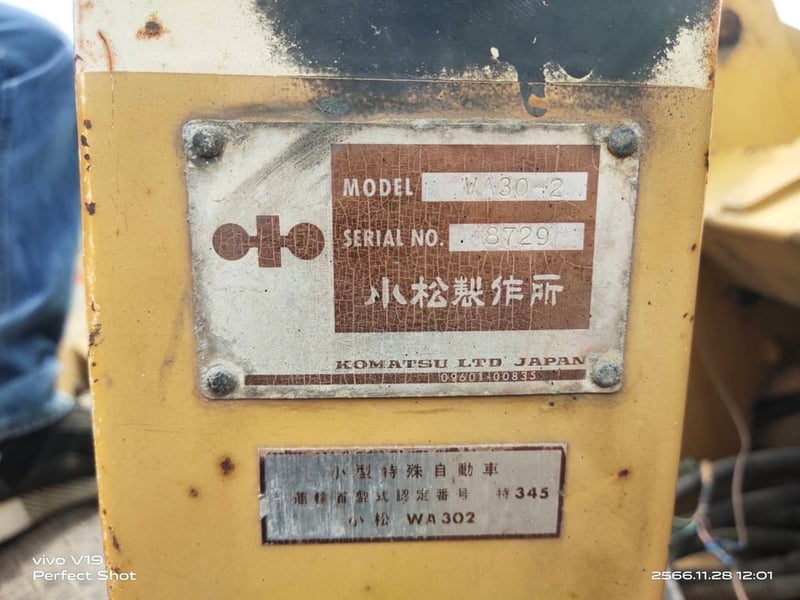 MODEL WA30-2
SERIAL NO. 8729
小松製作所
KOMATSU LTD JAPAN
09601-00835
小型特殊自動車
運輸省型式認定番号 特345
小松 WA302
vivo V19
Perfect Shot
2566.11.28 12:01